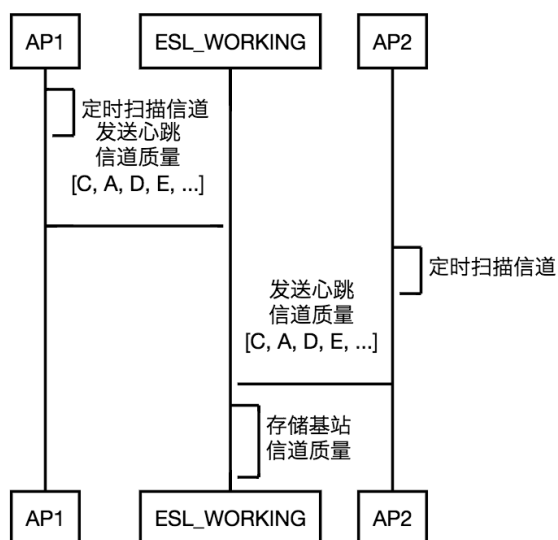 AP1
ESL_WORKING
AP2
定时扫描信道
发送心跳
信道质量
[C, A, D, E, ...]
定时扫描信道
发送心跳
信道质量
[C, A, D, E, ...]
存储基站
信道质量
AP1
ESL_WORKING
AP2